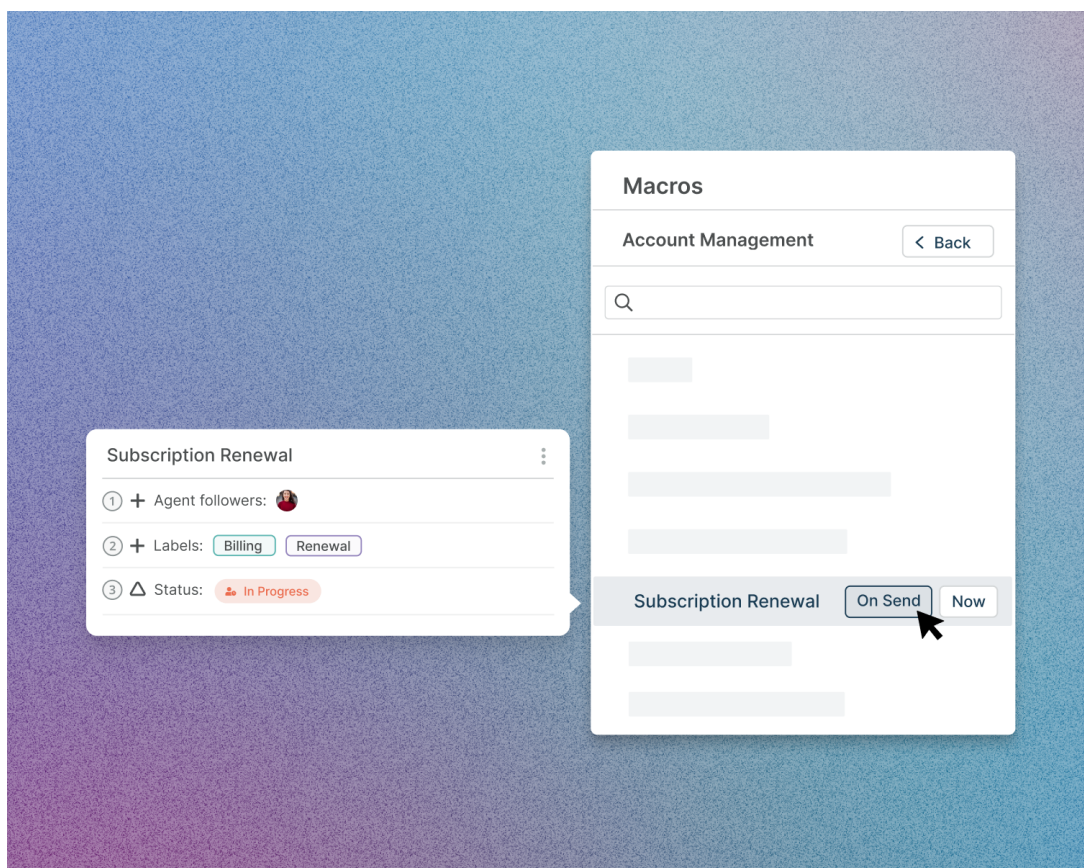 Macros
Account Management
Back
Subscription Renewal
1 Agent followers:
2 Labels: Billing Renewal
3 Status: In Progress
Subscription Renewal On Send Now